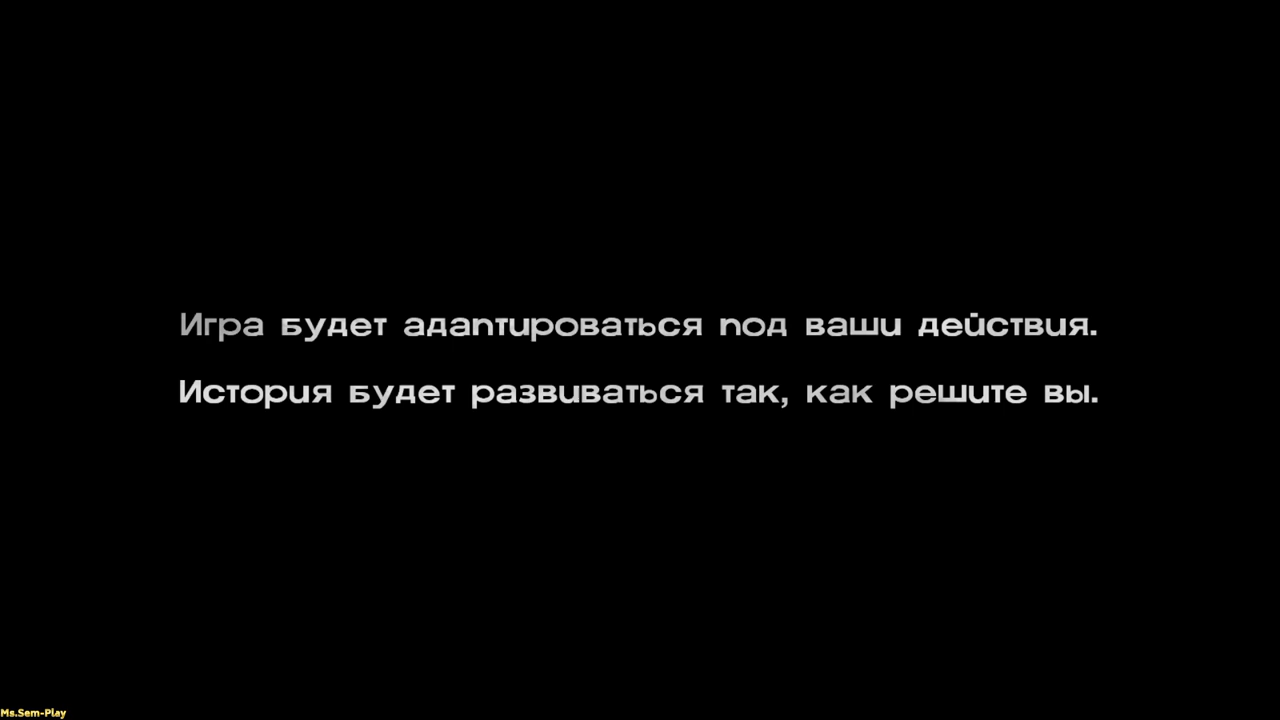 Игра будет адаптироваться под ваши действия.
История будет развиваться так, как решите вы.
Ms.Sem-Play